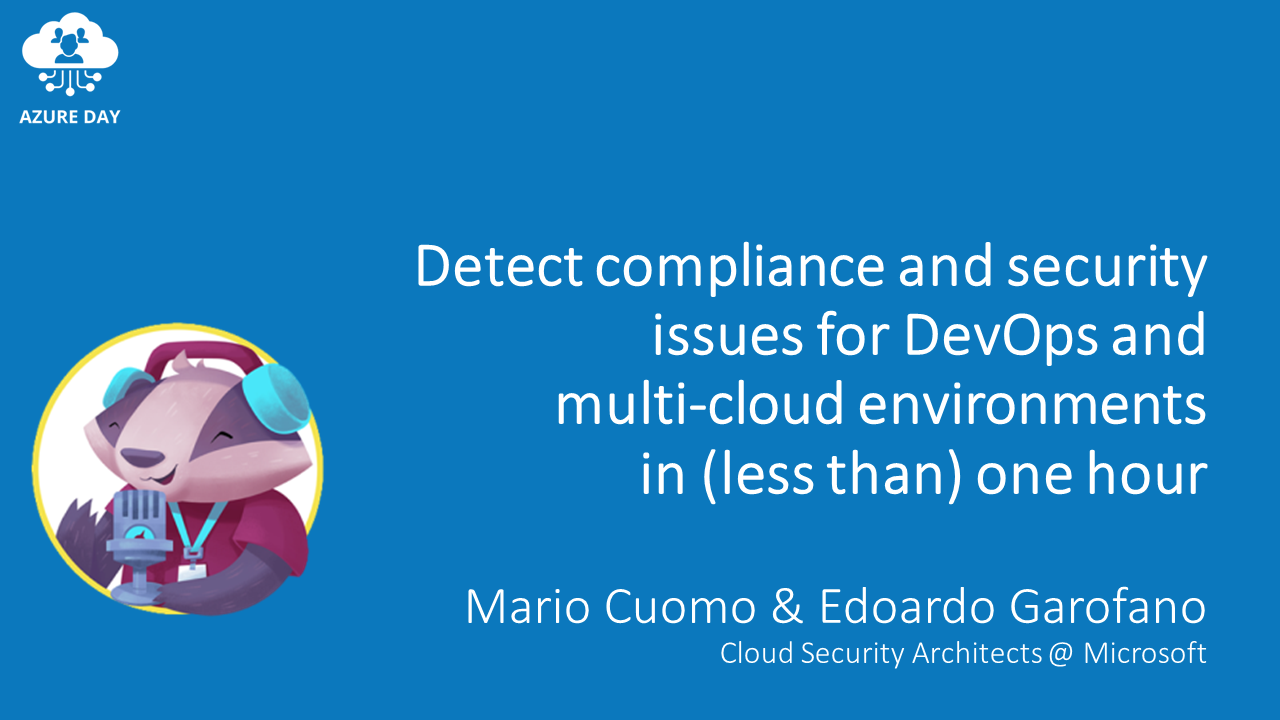 AZURE DAY
Detect compliance and security
issues for DevOps and
multi-cloud environments
in (less than) one hour
Mario Cuomo & Edoardo Garofano
Cloud Security Architects @ Microsoft